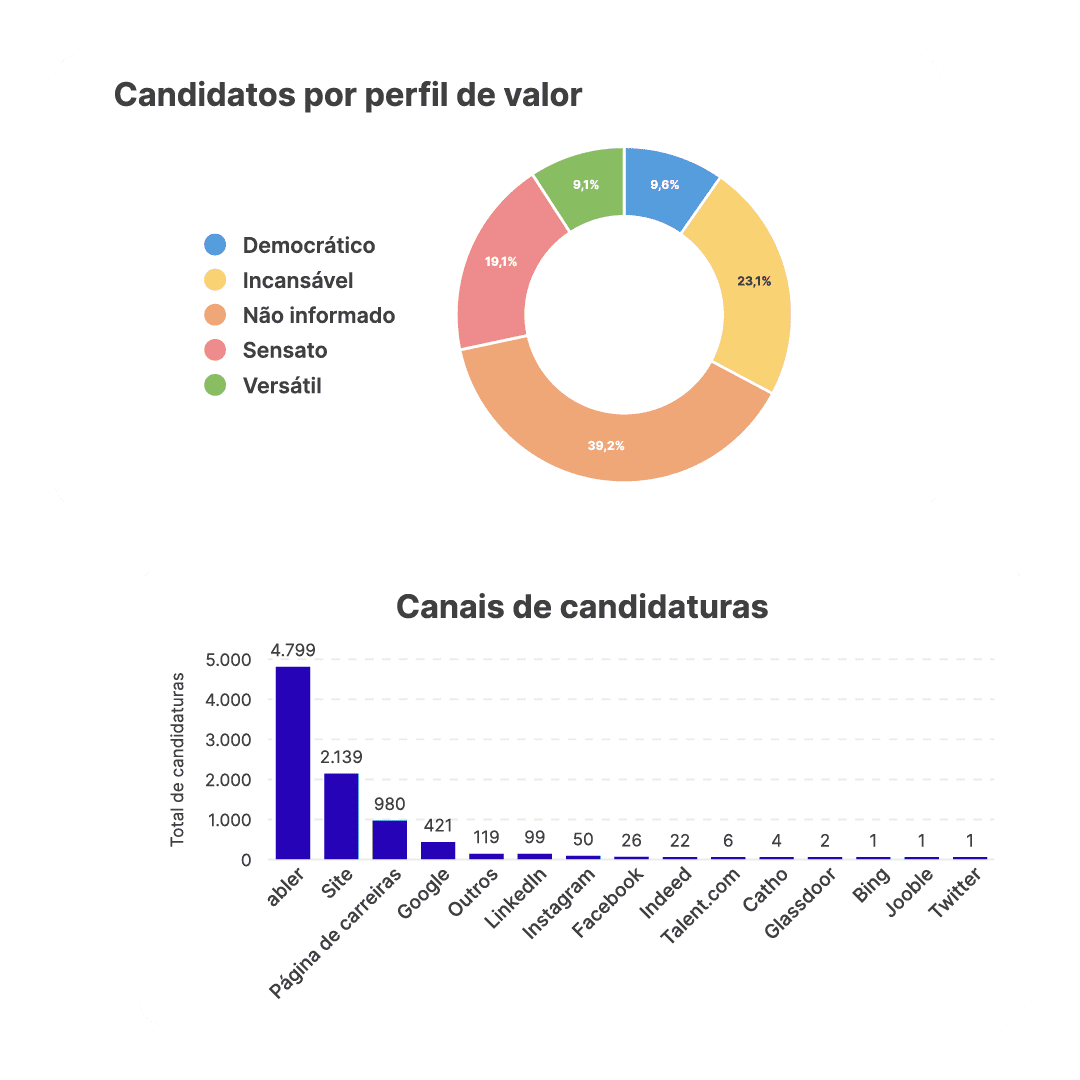 Candidatos por perfil de valor
9,1%
9,6%
19,1%
23,1%
39,2%
Democrático
Incansável
Não informado
Sensato
Versátil
Canais de candidaturas
Total de candidaturas
5.000
4.000
3.000
2.000
1.000
0
4.799
2.139
980
421
119
99
50
26
22
6
4
2
1
1
1
abler
Site
Página de carreiras
Google
Outros
LinkedIn
Instagram
Facebook
Indeed
Talent.com
Catho
Glassdoor
Bing
Jooble
Twitter